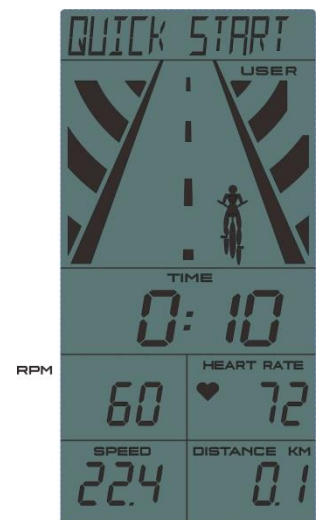 QUICK START
USER
TIME
0:10
RPM
60
HEART RATE
72
SPEED
22.4
DISTANCE KM
0.1